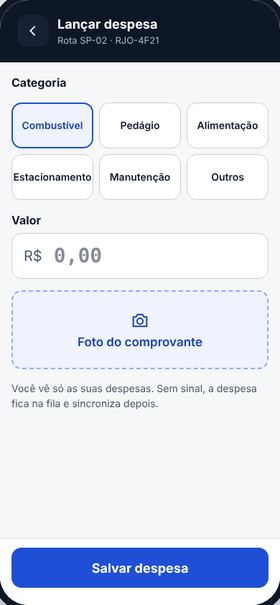 Lançar despesa
Rota SP-02 · RJO-4F21
Categoria
Combustível
Pedágio
Alimentação
Estacionamento
Manutenção
Outros
Valor
R$ 0,00
Foto do comprovante
Você vê só as suas despesas. Sem sinal, a despesa
fica na fila e sincroniza depois.
Salvar despesa